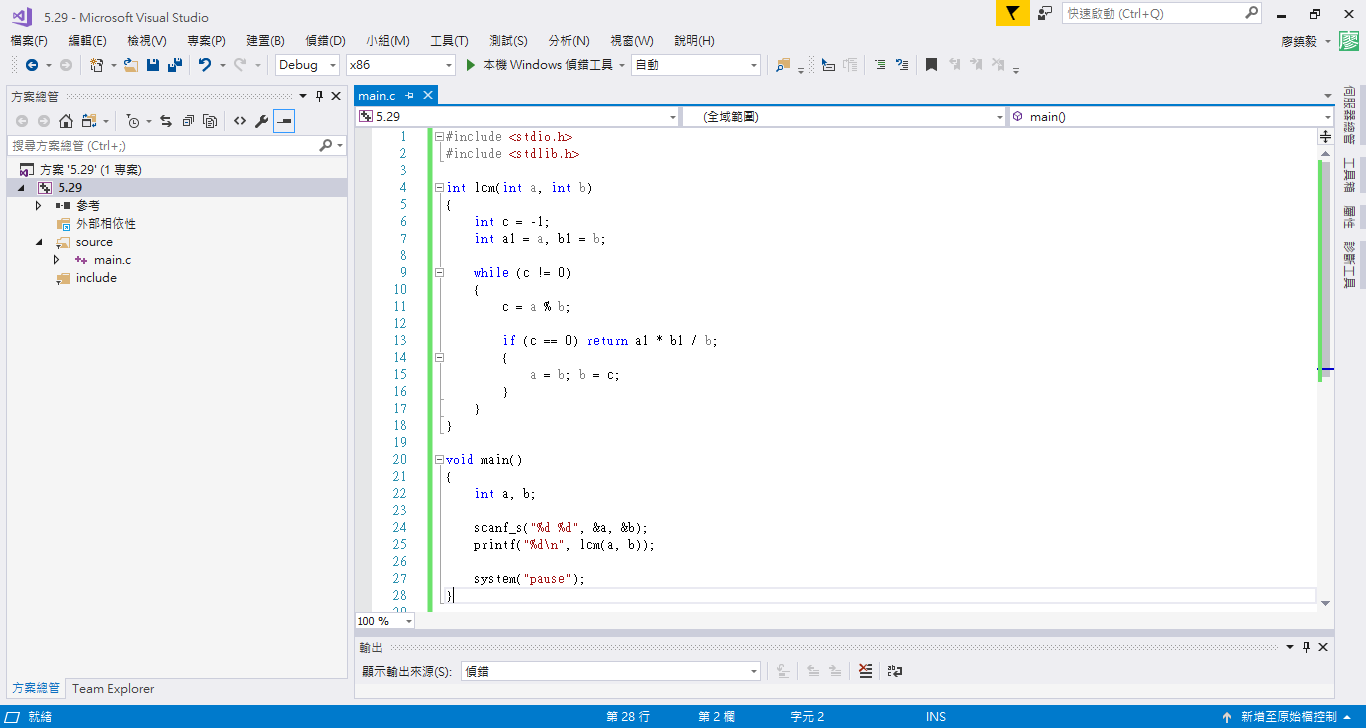 5.29 - Microsoft Visual Studio
快速啟動 (Ctrl+Q)
檔案(F) 編輯(E) 檢視(V) 專案(P) 建置(B) 偵錯(D) 小組(M) 工具(T) 測試(S) 分析(N) 視窗(W) 說明(H)
廖鎮毅 廖
Debug x86 本機 Windows 偵錯工具 自動
方案總管
搜尋方案總管 (Ctrl+;)
方案 '5.29' (1 專案)
5.29
參考
外部相依性
source
main.c
include
方案總管 Team Explorer
main.c
5.29 (全域範圍) main()
1 #include <stdio.h>
2 #include <stdlib.h>
3
4 int lcm(int a, int b)
5 {
6 int c = -1;
7 int a1 = a, b1 = b;
8
9 while (c != 0)
10 {
11 c = a % b;
12
13 if (c == 0) return a1 * b1 / b;
14 {
15 a = b; b = c;
16 }
17 }
18 }
19
20 void main()
21 {
22 int a, b;
23
24 scanf_s("%d %d", &a, &b);
25 printf("%d\n", lcm(a, b));
26
27 system("pause");
28 }
100 %
輸出
顯示輸出來源(S): 偵錯
伺服器總管
工具箱
屬性
診斷工具
就緒 第 28 行 第 2 欄 字元 2 INS 新增至原始檔控制